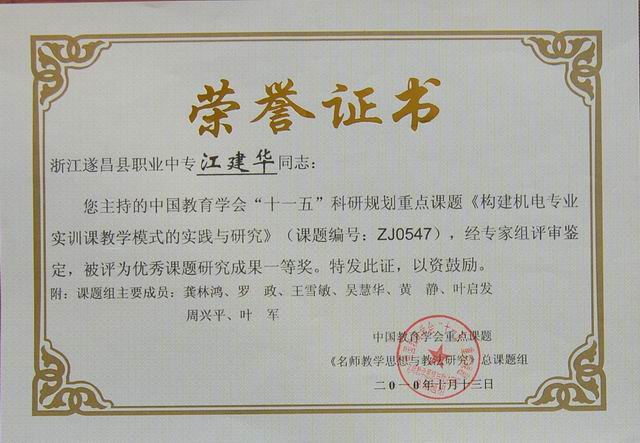 荣誉证书
浙江遂昌县职业中专江建华同志：
您主持的中国教育学会“十一五”科研规划重点课题《构建机电专业
实训课教学模式的实践与研究》（课题编号：ZJ0547），经专家组评审鉴
定，被评为优秀课题研究成果一等奖。特发此证，以资鼓励。
附：课题组主要成员：龚林鸿、罗　政、王雪敏、吴慧华、黄　静、叶启发
周兴平、叶　军
中国教育学会重点课题
《名师教学思想与教法研究》总课题组
二0一0年十月十三日